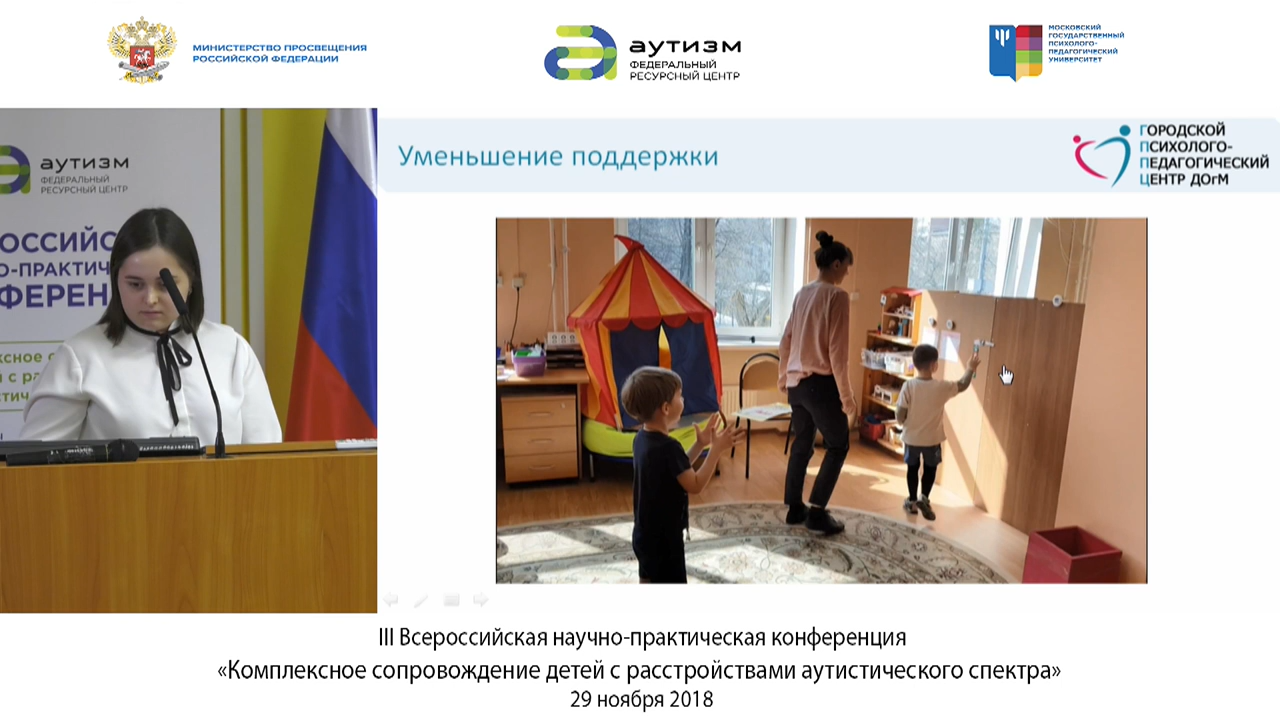 МИНИСТЕРСТВО ПРОСВЕЩЕНИЯ
РОССИЙСКОЙ ФЕДЕРАЦИИ
аутизм
ФЕДЕРАЛЬНЫЙ
РЕСУРСНЫЙ ЦЕНТР
МОСКОВСКИЙ
ГОСУДАРСТВЕННЫЙ
ПСИХОЛОГО-
ПЕДАГОГИЧЕСКИЙ
УНИВЕРСИТЕТ
аутизм
ФЕДЕРАЛЬНЫЙ
РЕСУРСНЫЙ ЦЕНТР
Уменьшение поддержки
ГОРОДСКОЙ
ПСИХОЛОГО-
ПЕДАГОГИЧЕСКИЙ
ЦЕНТР ДОгМ
III Всероссийская научно-практическая конференция
«Комплексное сопровождение детей с расстройствами аутистического спектра»
29 ноября 2018